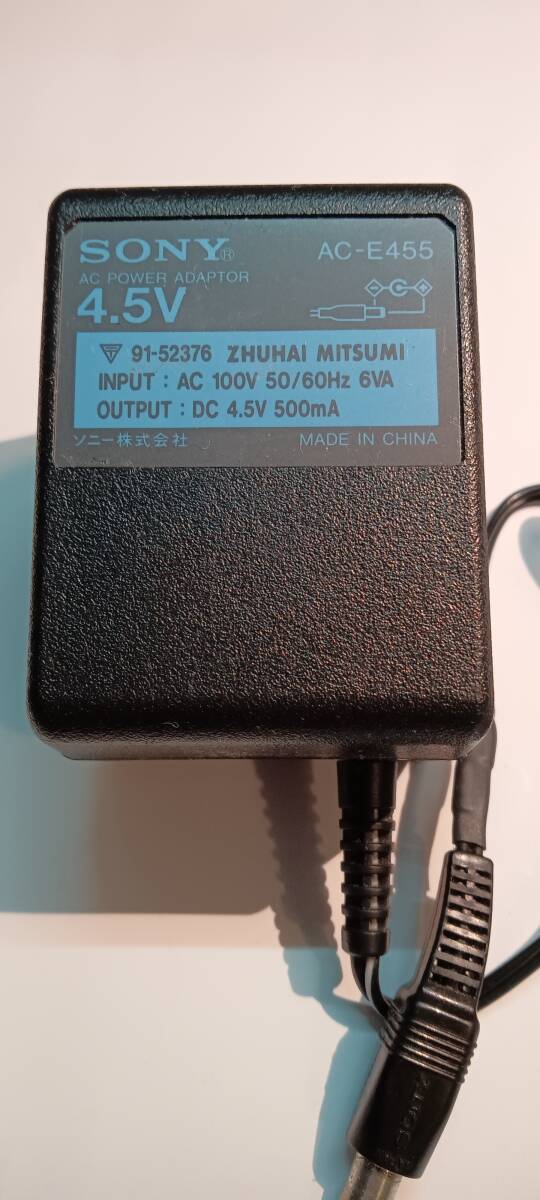 SONY®
AC-E455
AC POWER ADAPTOR
4.5V
91-52376 ZHUHAI MITSUMI
INPUT : AC 100V 50/60Hz 6VA
OUTPUT : DC 4.5V 500mA
ソニー株式会社
MADE IN CHINA
SONY